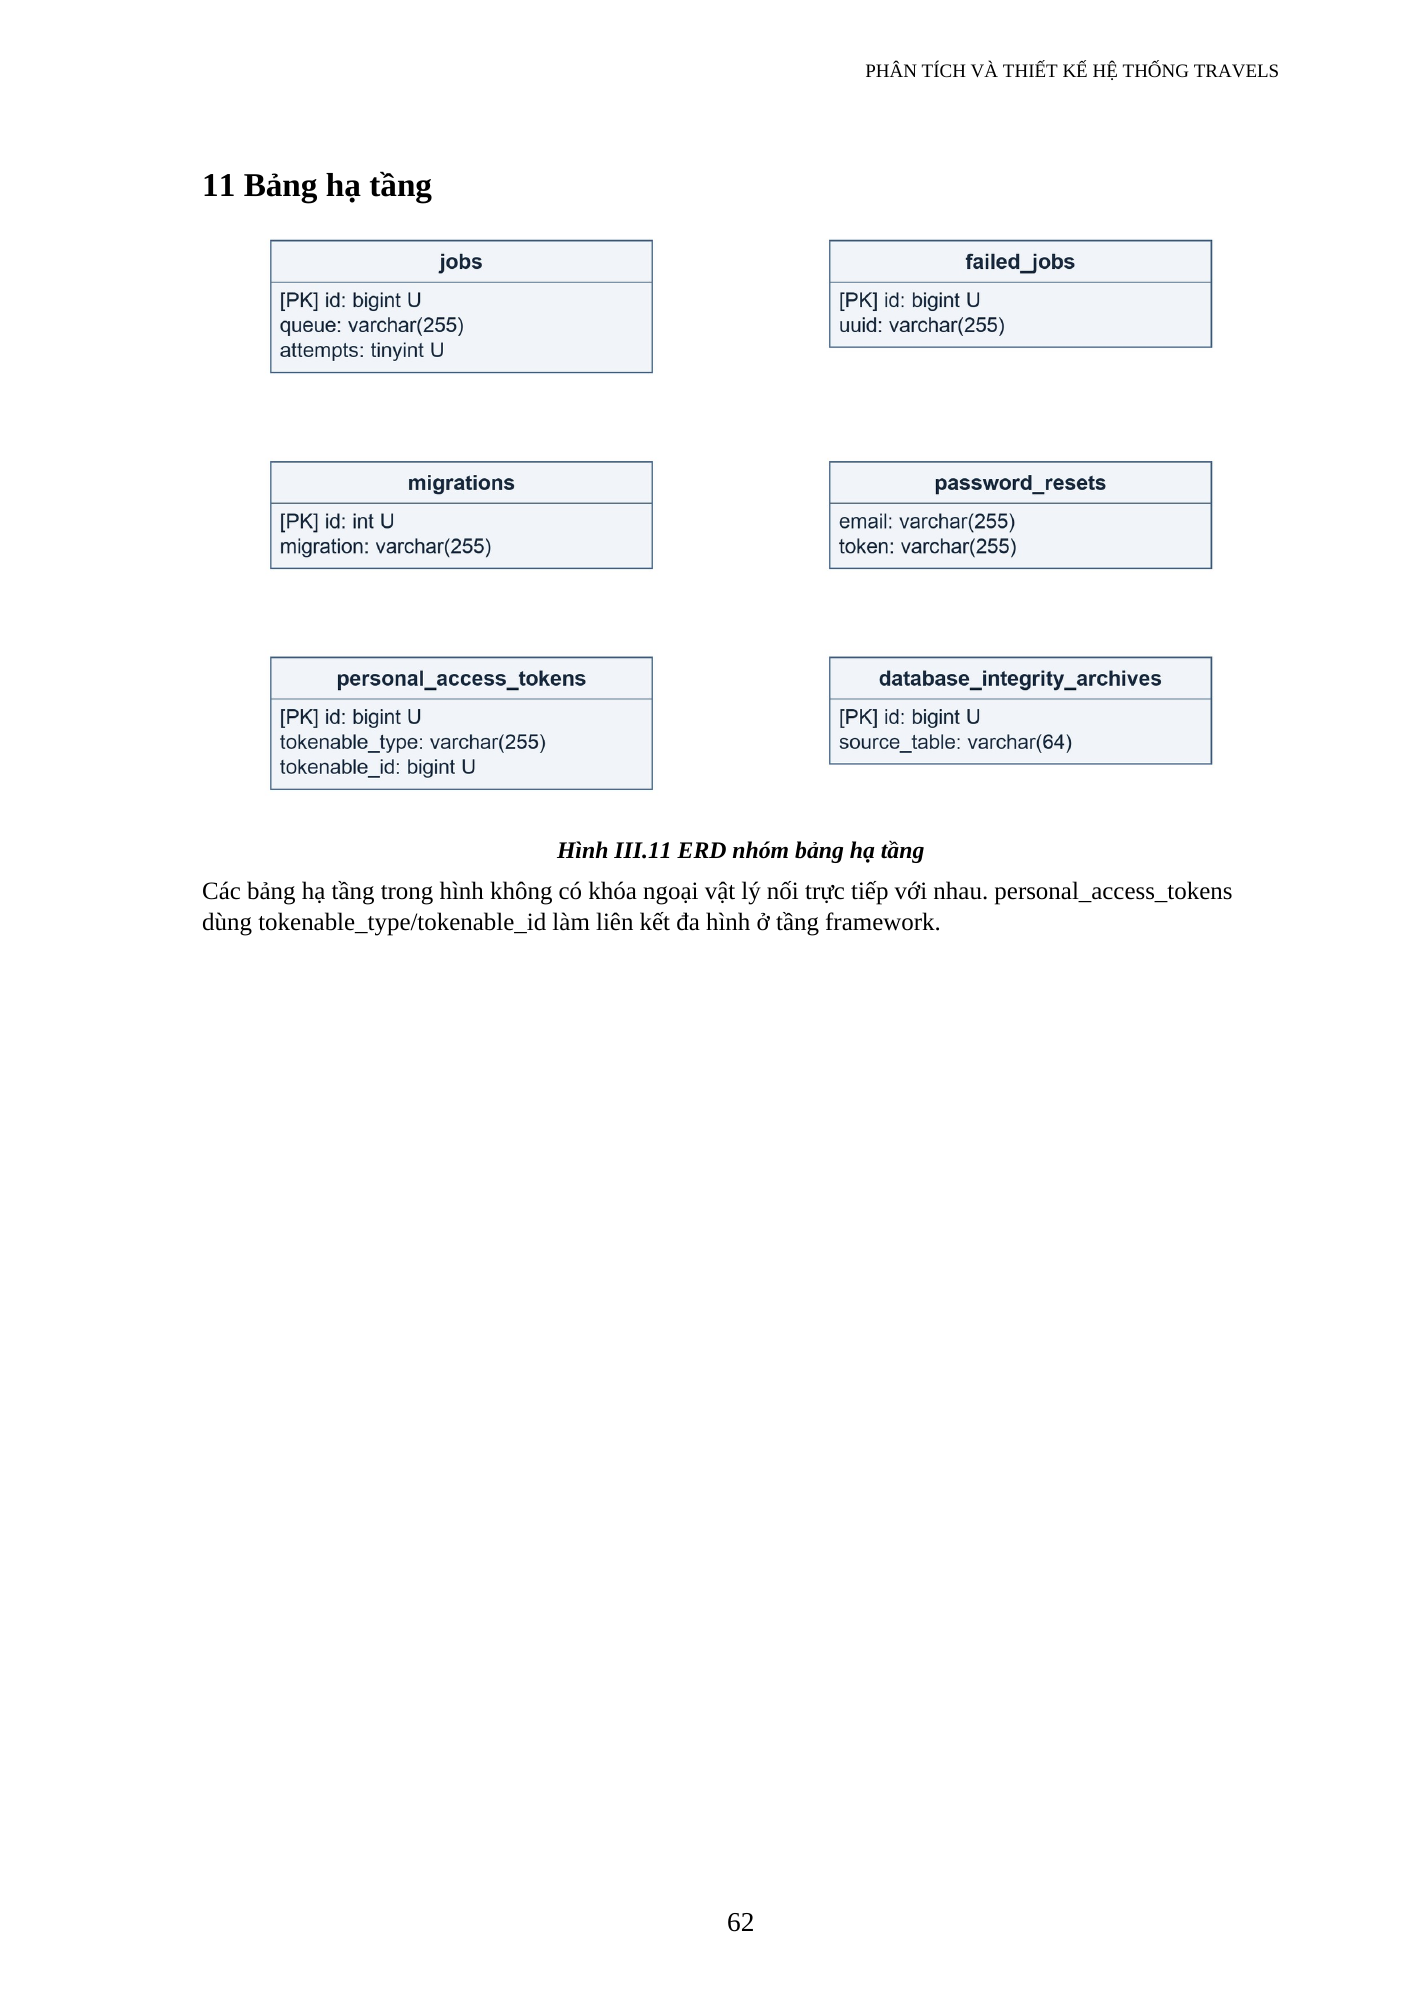 PHÂN TÍCH VÀ THIẾT KẾ HỆ THỐNG TRAVELS
11 Bảng hạ tầng
jobs
[PK] id: bigint U
queue: varchar(255)
attempts: tinyint U
failed_jobs
[PK] id: bigint U
uuid: varchar(255)
migrations
[PK] id: int U
migration: varchar(255)
password_resets
email: varchar(255)
token: varchar(255)
personal_access_tokens
[PK] id: bigint U
tokenable_type: varchar(255)
tokenable_id: bigint U
database_integrity_archives
[PK] id: bigint U
source_table: varchar(64)
Hình III.11 ERD nhóm bảng hạ tầng
Các bảng hạ tầng trong hình không có khóa ngoại vật lý nối trực tiếp với nhau. personal_access_tokens
dùng tokenable_type/tokenable_id làm liên kết đa hình ở tầng framework.
62